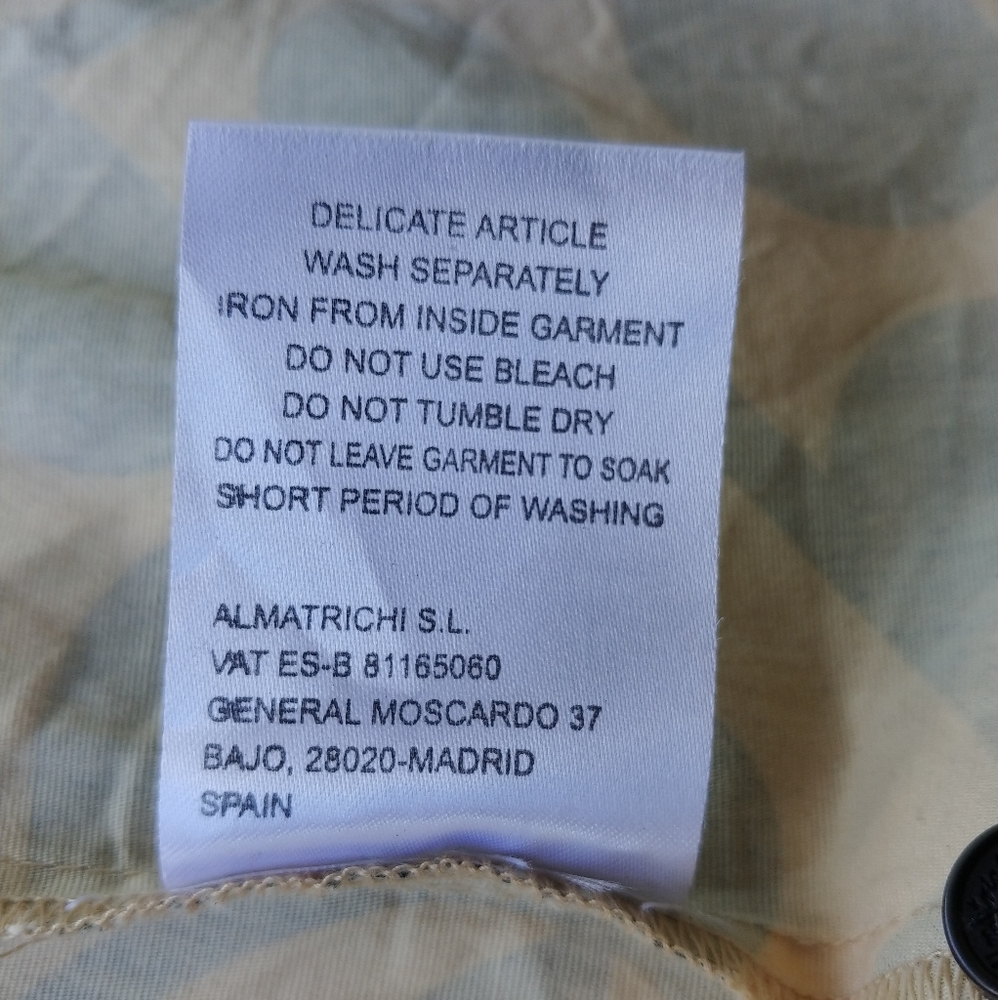 DELICATE ARTICLE
WASH SEPARATELY
IRON FROM INSIDE GARMENT
DO NOT USE BLEACH
DO NOT TUMBLE DRY
DO NOT LEAVE GARMENT TO SOAK
SHORT PERIOD OF WASHING
ALMATRICHI S.L.
VAT ES-B 81165060
GENERAL MOSCARDO 37
BAJO, 28020-MADRID
SPAIN